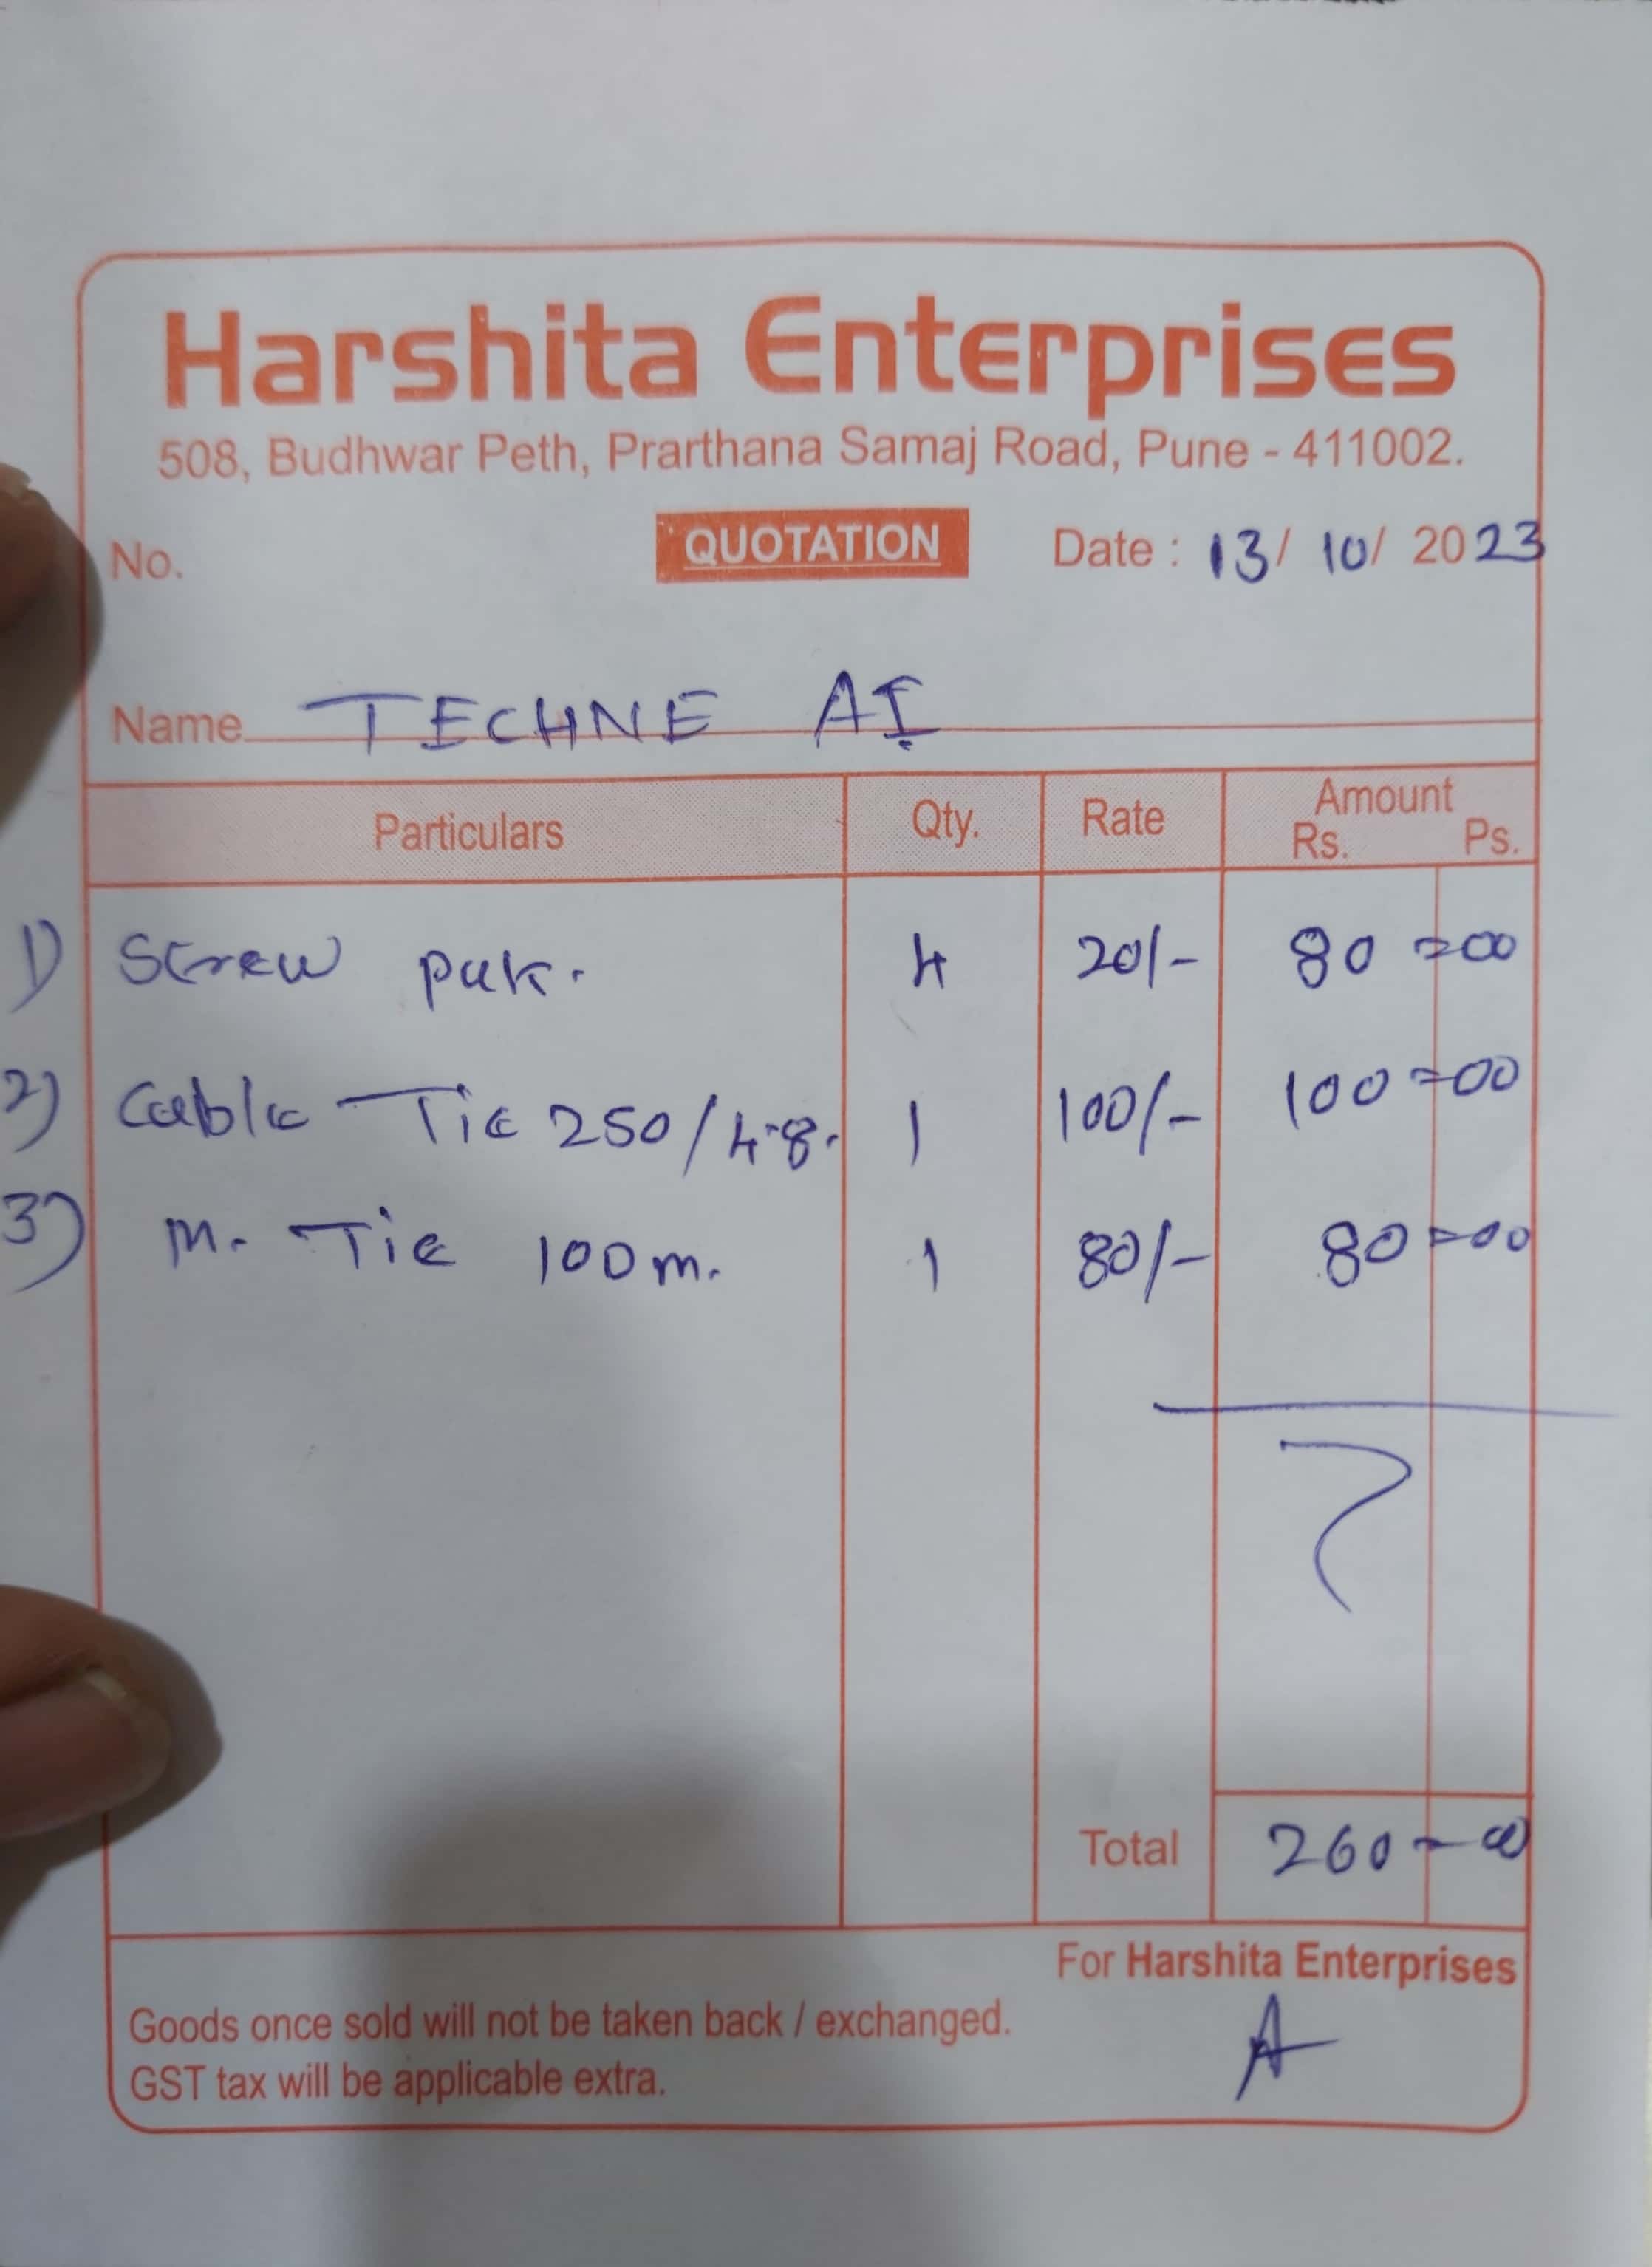 Harshita Enterprises
508, Budhwar Peth, Prarthana Samaj Road, Pune - 411002.
No. QUOTATION Date : 13/ 10/ 2023
Name TECHNE AI
Particulars Qty. Rate Amount
Rs. Ps.
1) Screw pak. 4 20/- 80=00
2) Cable Tie 250/4.8. 1 100/- 100=00
3) M. Tie 100m. 1 80/- 80=00
Total 260-00
For Harshita Enterprises
Goods once sold will not be taken back / exchanged.
GST tax will be applicable extra.